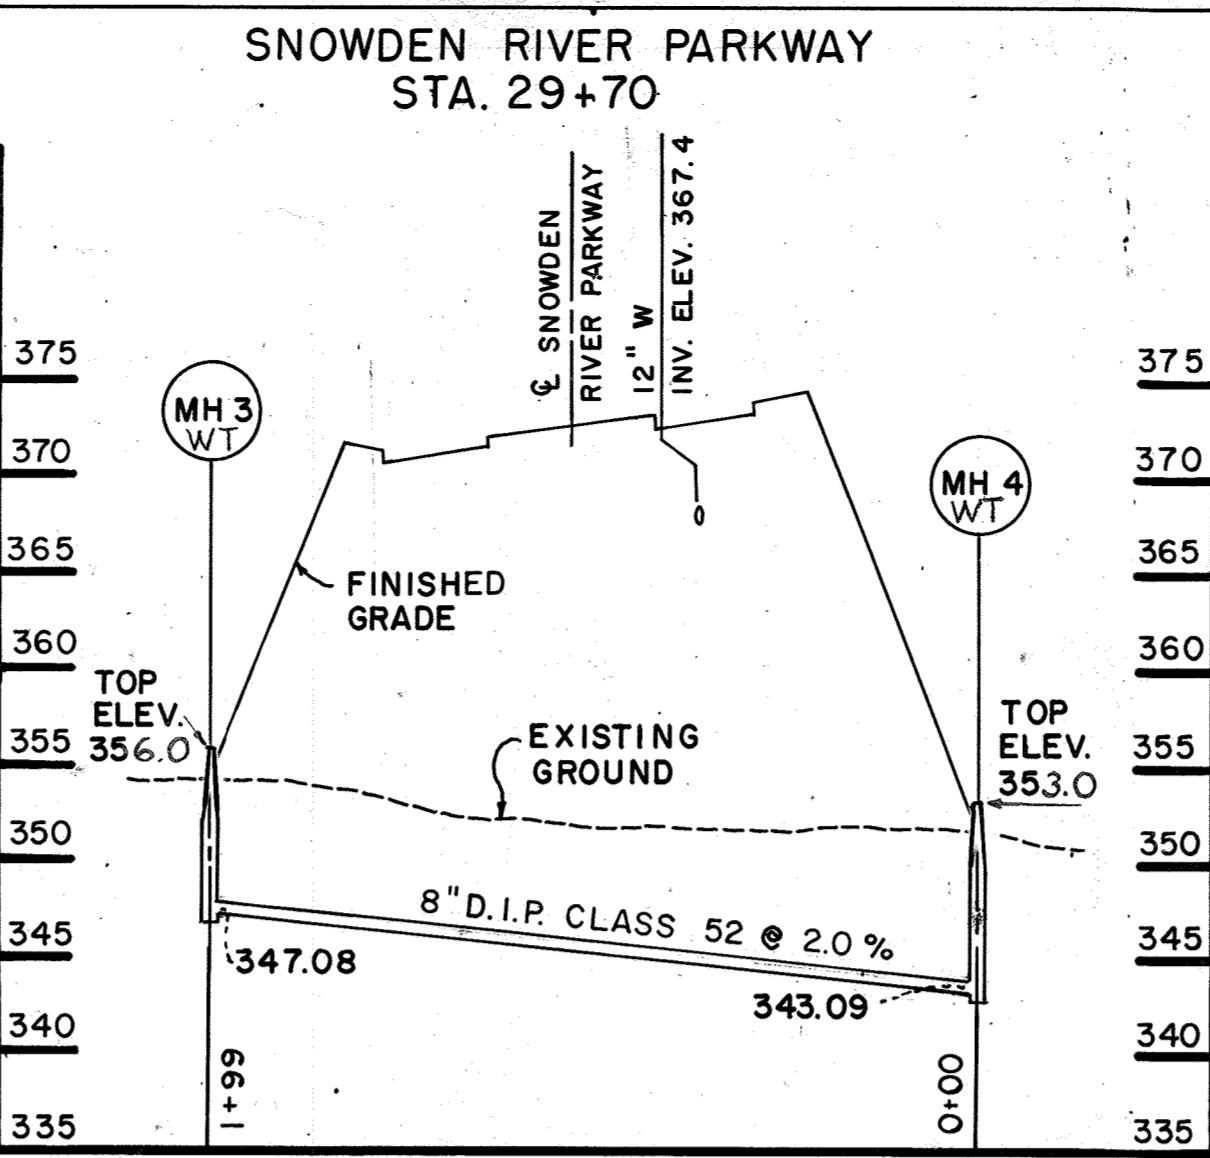 SNOWDEN RIVER PARKWAY
STA. 29+70
℄ SNOWDEN
RIVER PARKWAY
12" W
INV. ELEV. 367.4
375
370
365
360
355
350
345
340
335
375
370
365
360
355
350
345
340
335
MH 3
WT
MH 4
WT
FINISHED
GRADE
TOP
ELEV.
356.0
EXISTING
GROUND
TOP
ELEV.
353.0
8" D.I.P. CLASS 52 @ 2.0 %
347.08
343.09
1+99
0+00